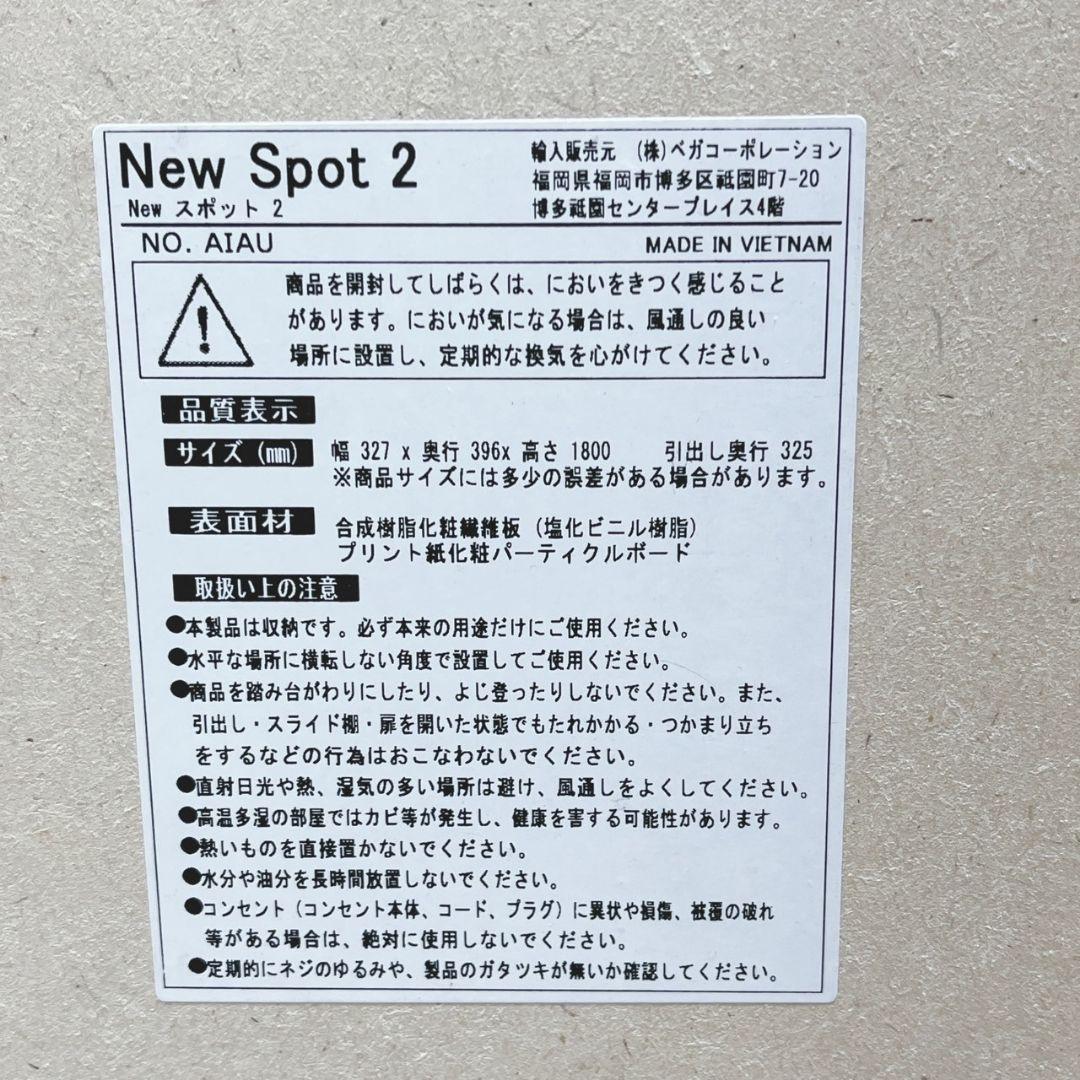 New Spot 2
New スポット 2
輸入販売元 (株)ベガコーポレーション
福岡県福岡市博多区祗園町7-20
博多祗園センタープレイス4階
NO. AIAU
MADE IN VIETNAM
商品を開封してしばらくは、においをきつく感じること
があります。においが気になる場合は、風通しの良い
場所に設置し、定期的な換気を心がけてください。
品質表示
サイズ(mm) 幅 327 x 奥行 396x 高さ 1800 引出し奥行 325
※商品サイズには多少の誤差がある場合があります。
表面材 合成樹脂化粧繊維板 (塩化ビニル樹脂)
プリント紙化粧パーティクルボード
取扱い上の注意
●本製品は収納です。必ず本来の用途だけにご使用ください。
●水平な場所に横転しない角度で設置してご使用ください。
●商品を踏み台がわりにしたり、よじ登ったりしないでください。また、
引出し・スライド棚・扉を開いた状態でもたれかかる・つかまり立ち
をするなどの行為はおこなわないでください。
●直射日光や熱、湿気の多い場所は避け、風通しをよくしてください。
●高温多湿の部屋ではカビ等が発生し、健康を害する可能性があります。
●熱いものを直接置かないでください。
●水分や油分を長時間放置しないでください。
●コンセント(コンセント本体、コード、プラグ)に異状や損傷、被覆の破れ
等がある場合は、絶対に使用しないでください。
●定期的にネジのゆるみや、製品のガタツキが無いか確認してください。